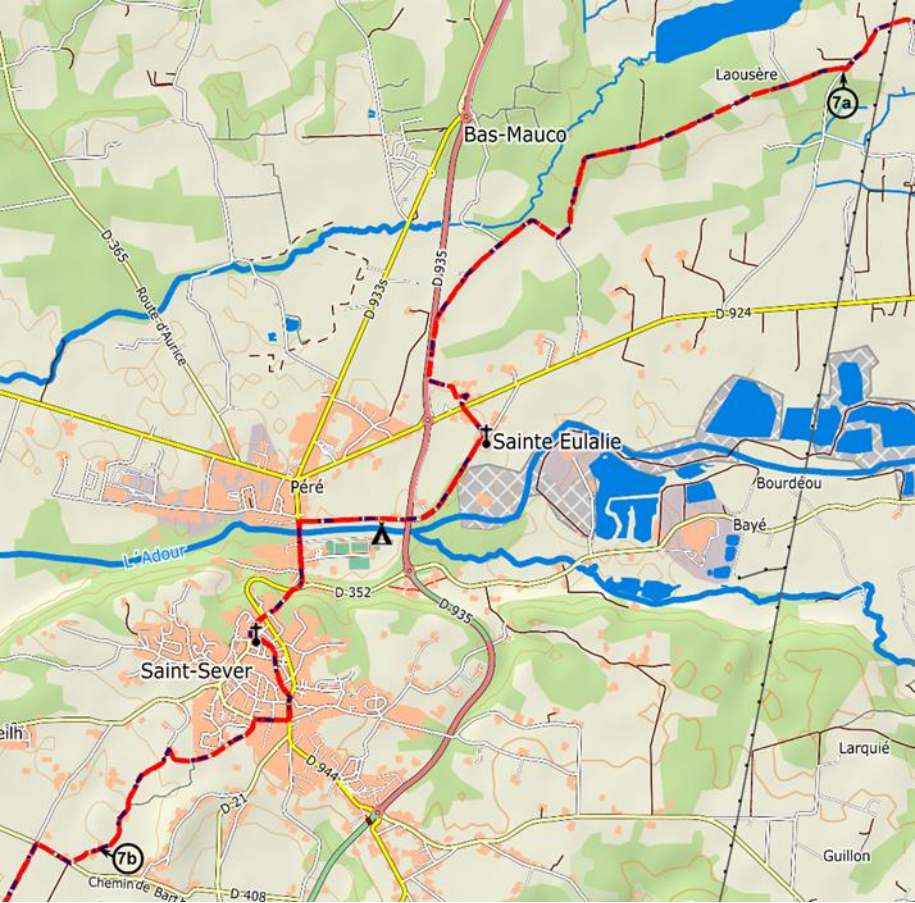 Laousère
7a
Bas-Mauco
D-365
D-935
Route-d'Aurice
D-933s
D-924
Sainte Eulalie
Péré
Bourdéou
Bayé
L'Adour
D-352
D-935
Saint-Sever
eilh
Larquié
D-944
D-21
7b
Guillon
Chemin de Bart
D-408